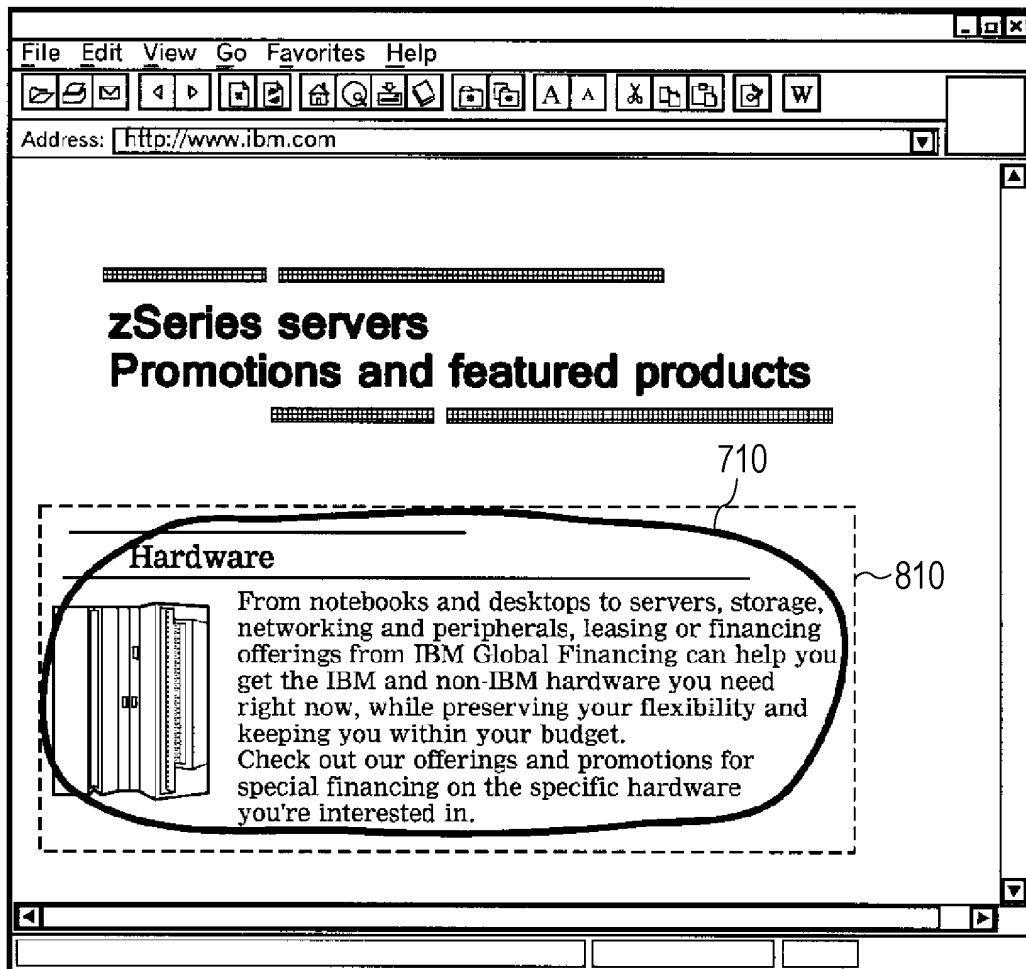 File Edit View Go Favorites Help
A A W
Address: http://www.ibm.com
zSeries servers
Promotions and featured products
710
810
Hardware
From notebooks and desktops to servers, storage,
networking and peripherals, leasing or financing
offerings from IBM Global Financing can help you
get the IBM and non-IBM hardware you need
right now, while preserving your flexibility and
keeping you within your budget.
Check out our offerings and promotions for
special financing on the specific hardware
you're interested in.